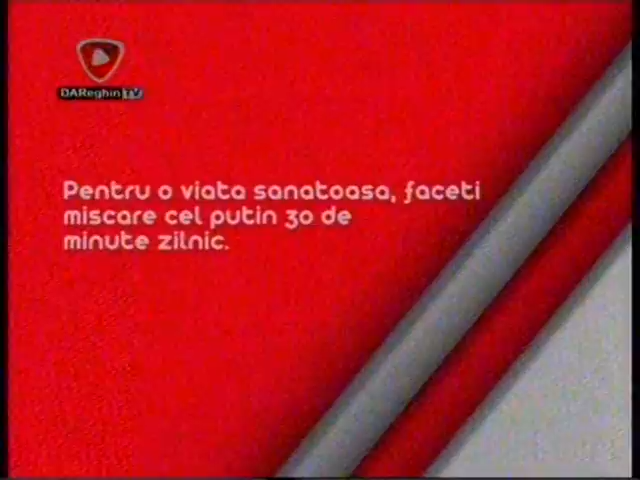 DAReghin TV
Pentru o viata sanatoasa, faceti
miscare cel putin 30 de
minute zilnic.